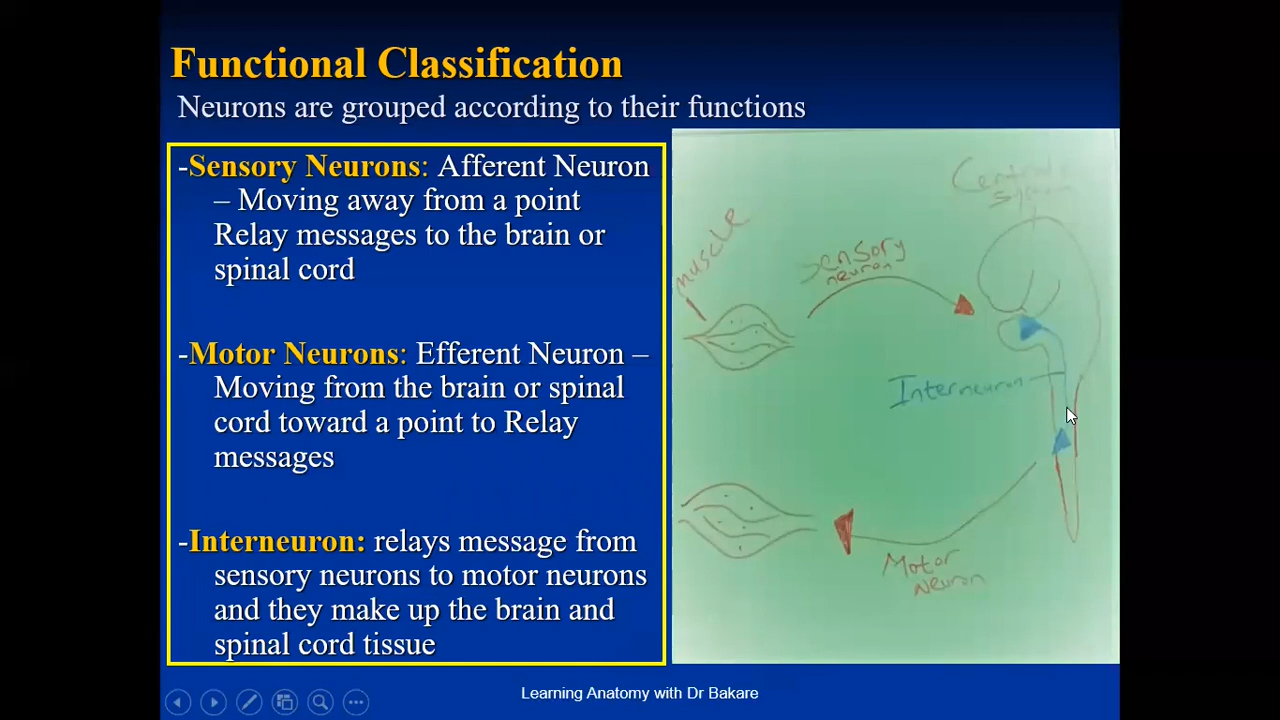 Functional Classification
Neurons are grouped according to their functions
-Sensory Neurons: Afferent Neuron
– Moving away from a point
Relay messages to the brain or
spinal cord
-Motor Neurons: Efferent Neuron –
Moving from the brain or spinal
cord toward a point to Relay
messages
-Interneuron: relays message from
sensory neurons to motor neurons
and they make up the brain and
spinal cord tissue
Central
System
muscle
Sensory
neuron
Interneuron
Motor
Neuron
Learning Anatomy with Dr Bakare